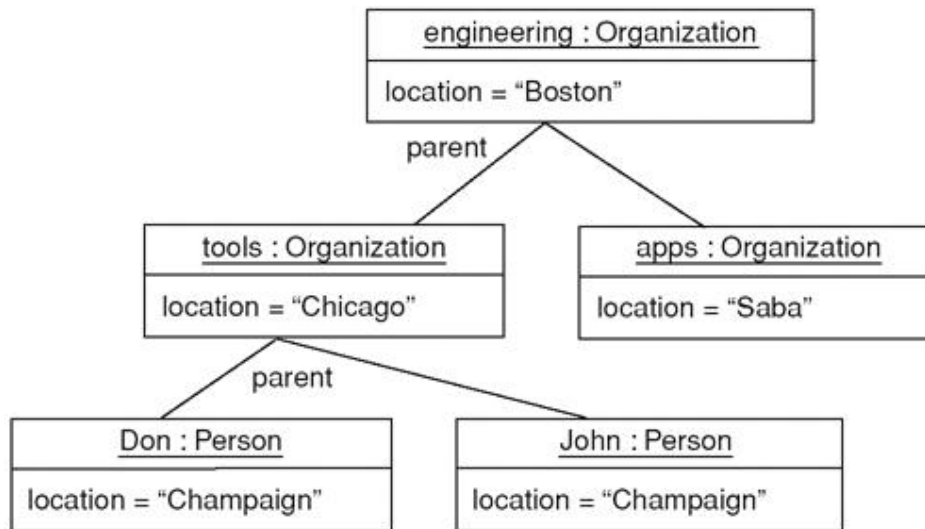 engineering : Organization
location = “Boston”
parent
tools : Organization
location = “Chicago”
apps : Organization
location = “Saba”
parent
Don : Person
location = “Champaign”
John : Person
location = “Champaign”